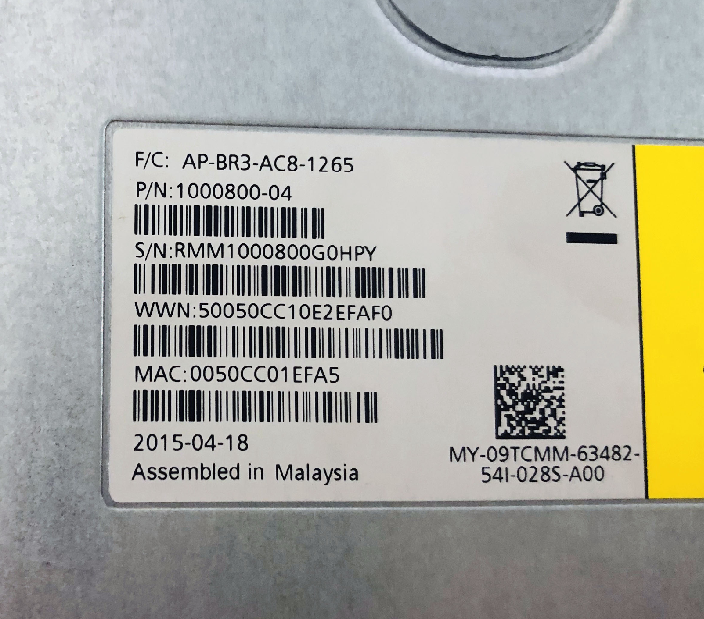 F/C: AP-BR3-AC8-1265
P/N:1000800-04
S/N:RMM1000800G0HPY
WWN:50050CC10E2EFAF0
MAC:0050CC01EFA5
2015-04-18
Assembled in Malaysia
MY-09TCMM-63482-
54I-028S-A00